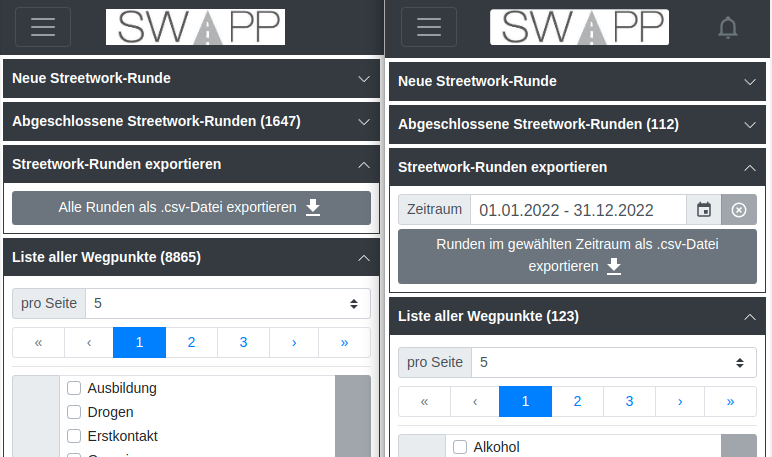 SWAPP
Neue Streetwork-Runde
Abgeschlossene Streetwork-Runden (1647)
Streetwork-Runden exportieren
Alle Runden als .csv-Datei exportieren
Liste aller Wegpunkte (8865)
pro Seite 5
« ‹ 1 2 3 › »
Ausbildung
Drogen
Erstkontakt
SWAPP
Neue Streetwork-Runde
Abgeschlossene Streetwork-Runden (112)
Streetwork-Runden exportieren
Zeitraum 01.01.2022 - 31.12.2022
Runden im gewählten Zeitraum als .csv-Datei
exportieren
Liste aller Wegpunkte (123)
pro Seite 5
« ‹ 1 2 3 › »
Alkohol